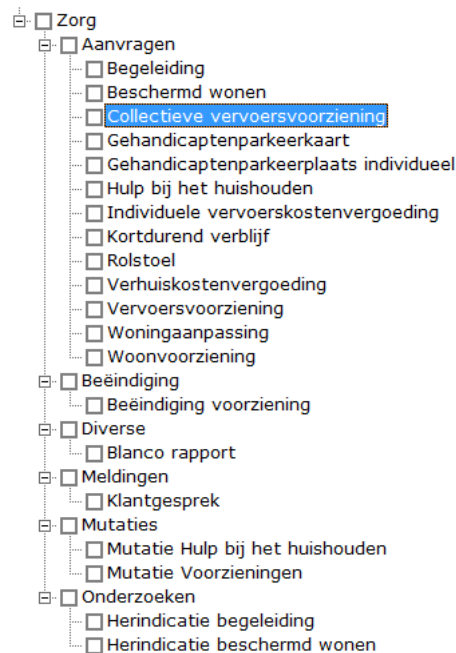 Zorg
Aanvragen
Begeleiding
Beschermd wonen
Collectieve vervoersvoorziening
Gehandicaptenparkeerkaart
Gehandicaptenparkeerplaats individueel
Hulp bij het huishouden
Individuele vervoerskostenvergoeding
Kortdurend verblijf
Rolstoel
Verhuiskostenvergoeding
Vervoersvoorziening
Woningaanpassing
Woonvoorziening
Beëindiging
Beëindiging voorziening
Diverse
Blanco rapport
Meldingen
Klantgesprek
Mutaties
Mutatie Hulp bij het huishouden
Mutatie Voorzieningen
Onderzoeken
Herindicatie begeleiding
Herindicatie beschermd wonen